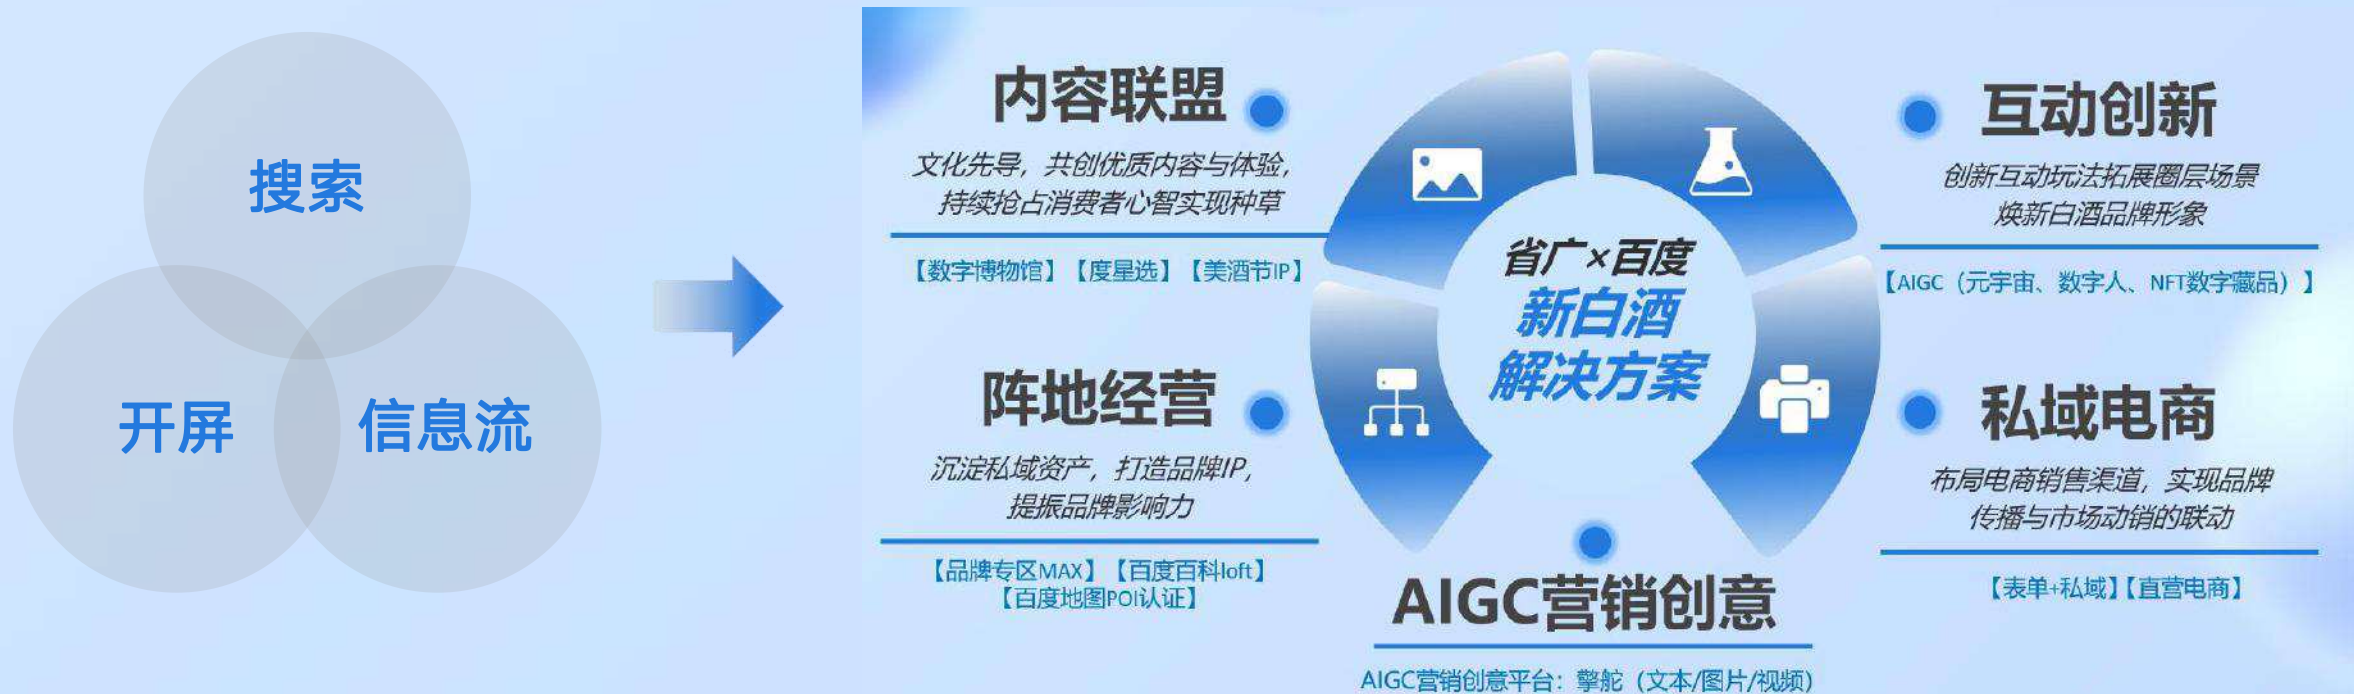 搜索
开屏
信息流
内容联盟
文化先导，共创优质内容与体验，
持续抢占消费者心智实现种草
【数字博物馆】【度星选】【美酒节IP】
阵地经营
沉淀私域资产，打造品牌IP，
提振品牌影响力
【品牌专区MAX】【百度百科loft】
【百度地图POI认证】
省广×百度
新白酒
解决方案
互动创新
创新互动玩法拓展圈层场景
焕新白酒品牌形象
【AIGC（元宇宙、数字人、NFT数字藏品）】
私域电商
布局电商销售渠道，实现品牌
传播与市场动销的联动
【表单+私域】【直营电商】
AIGC营销创意
AIGC营销创意平台：擎舵（文本/图片/视频）